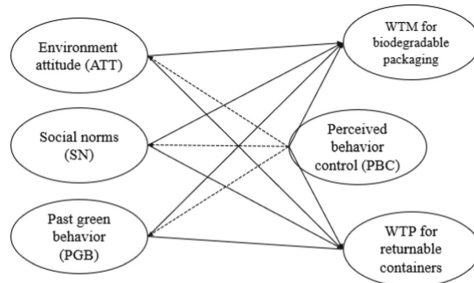 Environment
attitude (ATT)
WTM for
biodegradable
packaging
Social norms
(SN)
Perceived behavior
control (PBC)
Past green
behavior
(PGB)
WTP for
returnable
containers